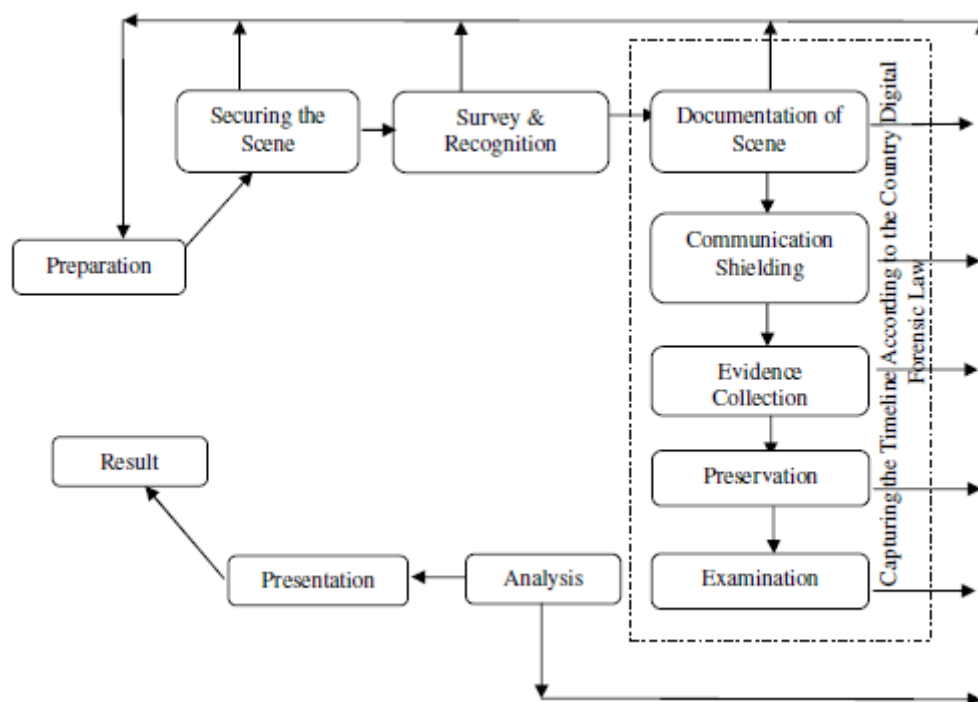 Securing the
Scene
Survey &
Recognition
Documentation of
Scene
Preparation
Communication
Shielding
Evidence
Collection
Result
Preservation
Presentation
Analysis
Examination
Capturing the Timeline According to the Country Digital
Forensic Law